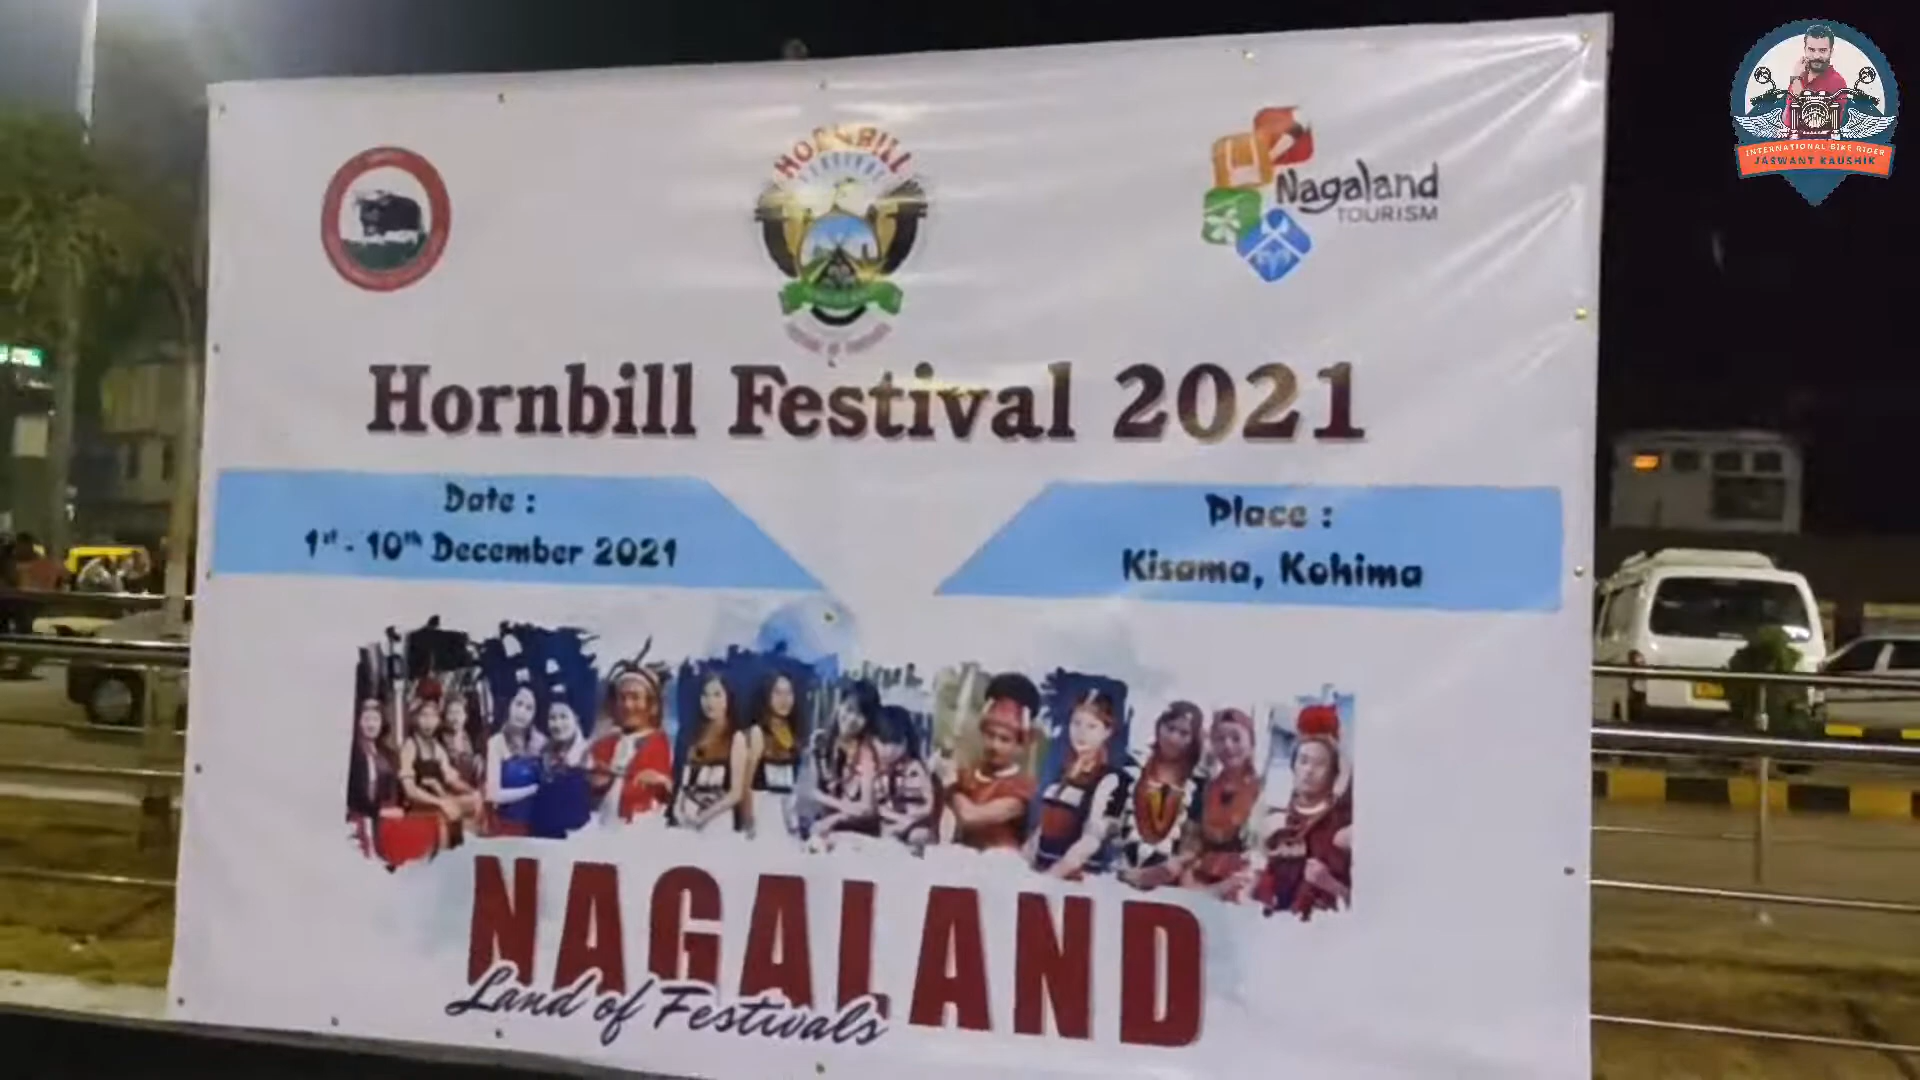 HORNBILL
FESTIVAL
Nagaland
TOURISM
INTERNATIONAL BIKE RIDER
JASWANT KAUSHIK
Hornbill Festival 2021
Date :
1st - 10th December 2021
Place :
Kisama, Kohima
NAGALAND
Land of Festivals